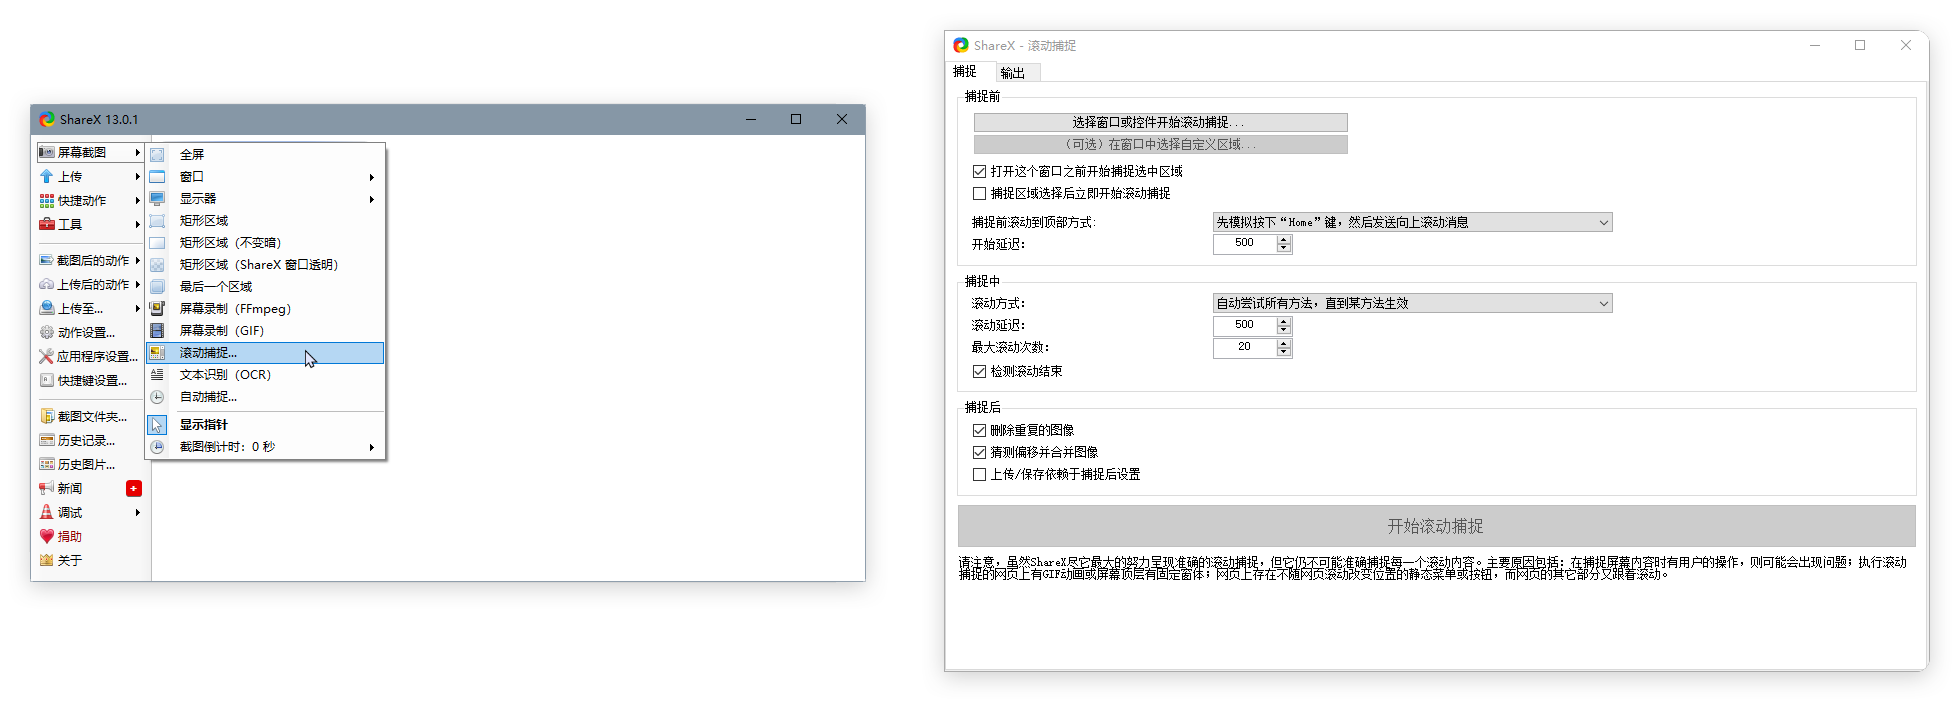 ShareX 13.0.1
屏幕截图
上传
快捷动作
工具
截图后的动作
上传后的动作
上传至...
动作设置...
应用程序设置...
快捷键设置...
截图文件夹...
历史记录...
历史图片...
新闻
调试
捐助
关于
全屏
窗口
显示器
矩形区域
矩形区域（不变暗）
矩形区域（ShareX 窗口透明）
最后一个区域
屏幕录制（FFmpeg）
屏幕录制（GIF）
滚动捕捉...
文本识别（OCR）
自动捕捉...
显示指针
截图倒计时：0 秒
ShareX - 滚动捕捉
捕捉 输出
捕捉前
选择窗口或控件开始滚动捕捉...
（可选）在窗口中选择自定义区域...
打开这个窗口之前开始捕捉选中区域
捕捉区域选择后立即开始滚动捕捉
捕捉前滚动到顶部方式： 先模拟按下“Home”键，然后发送向上滚动消息
开始延迟： 500
捕捉中
滚动方式： 自动尝试所有方法，直到某方法生效
滚动延迟： 500
最大滚动次数： 20
检测滚动结束
捕捉后
删除重复的图像
猜测偏移并合并图像
上传/保存依赖于捕捉后设置
开始滚动捕捉
请注意，虽然ShareX尽它最大的努力呈现准确的滚动捕捉，但它仍不可能准确捕捉每一个滚动内容。主要原因包括：在捕捉屏幕内容时有用户的操作，则可能会出现问题；执行滚动
捕捉的网页上有GIF动画或屏幕顶层有固定窗体；网页上存在不随网页滚动改变位置的静态菜单或按钮，而网页的其它部分又跟着滚动。